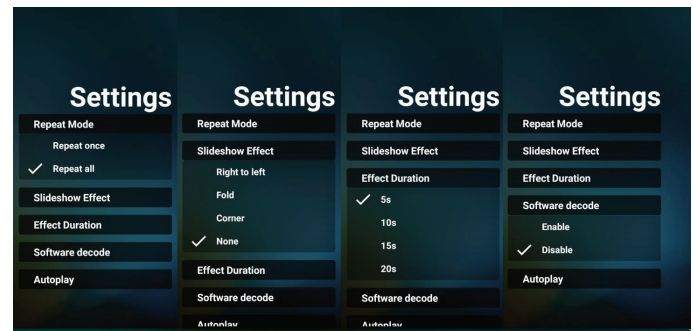 Settings
Repeat Mode
Repeat once
Repeat all
Slideshow Effect
Effect Duration
Software decode
Autoplay
Settings
Repeat Mode
Slideshow Effect
Right to left
Fold
Corner
None
Effect Duration
Software decode
Autoplay
Settings
Repeat Mode
Slideshow Effect
Effect Duration
5s
10s
15s
20s
Software decode
Autoplay
Settings
Repeat Mode
Slideshow Effect
Effect Duration
Software decode
Enable
Disable
Autoplay